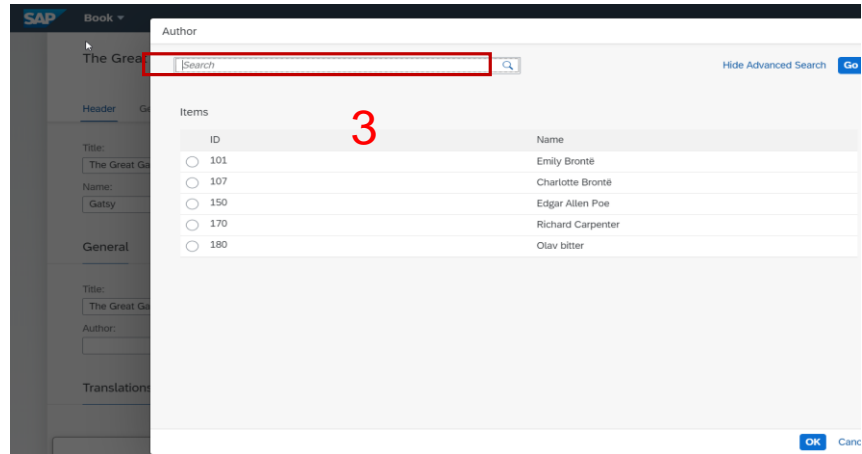 SAP Book
Author
The Great
Search
Hide Advanced Search Go
Header Ge
Items
3
ID Name
Title:
The Great Ga
101 Emily Brontë
107 Charlotte Brontë
Name:
Gatsy
150 Edgar Allen Poe
170 Richard Carpenter
General
180 Olav bitter
Title:
The Great Ga
Author:
Translations
OK Canc